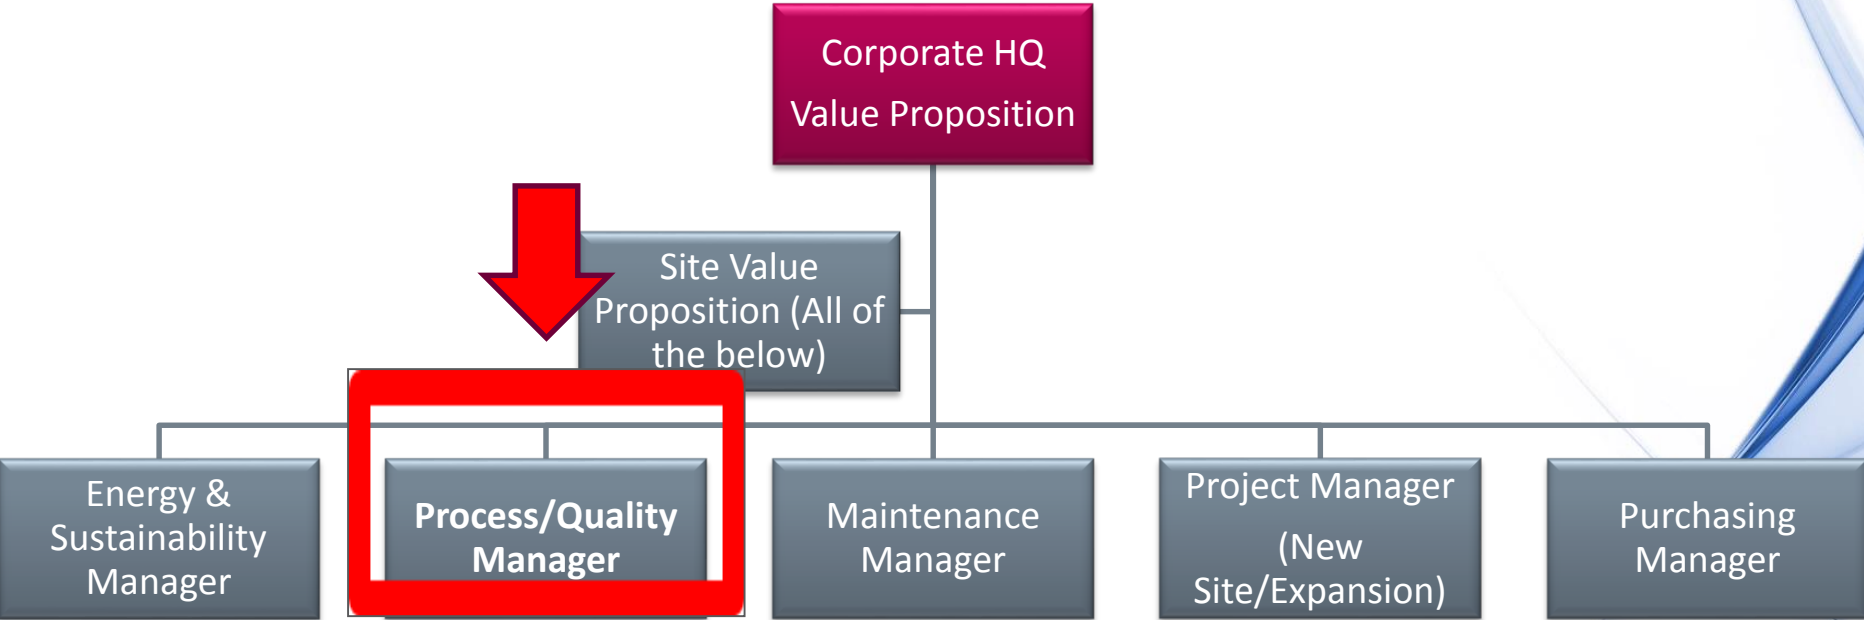 Corporate HQ
Value Proposition
Site Value
Proposition (All of
the below)
Energy &
Sustainability
Manager
Process/Quality
Manager
Maintenance
Manager
Project Manager
(New
Site/Expansion)
Purchasing
Manager